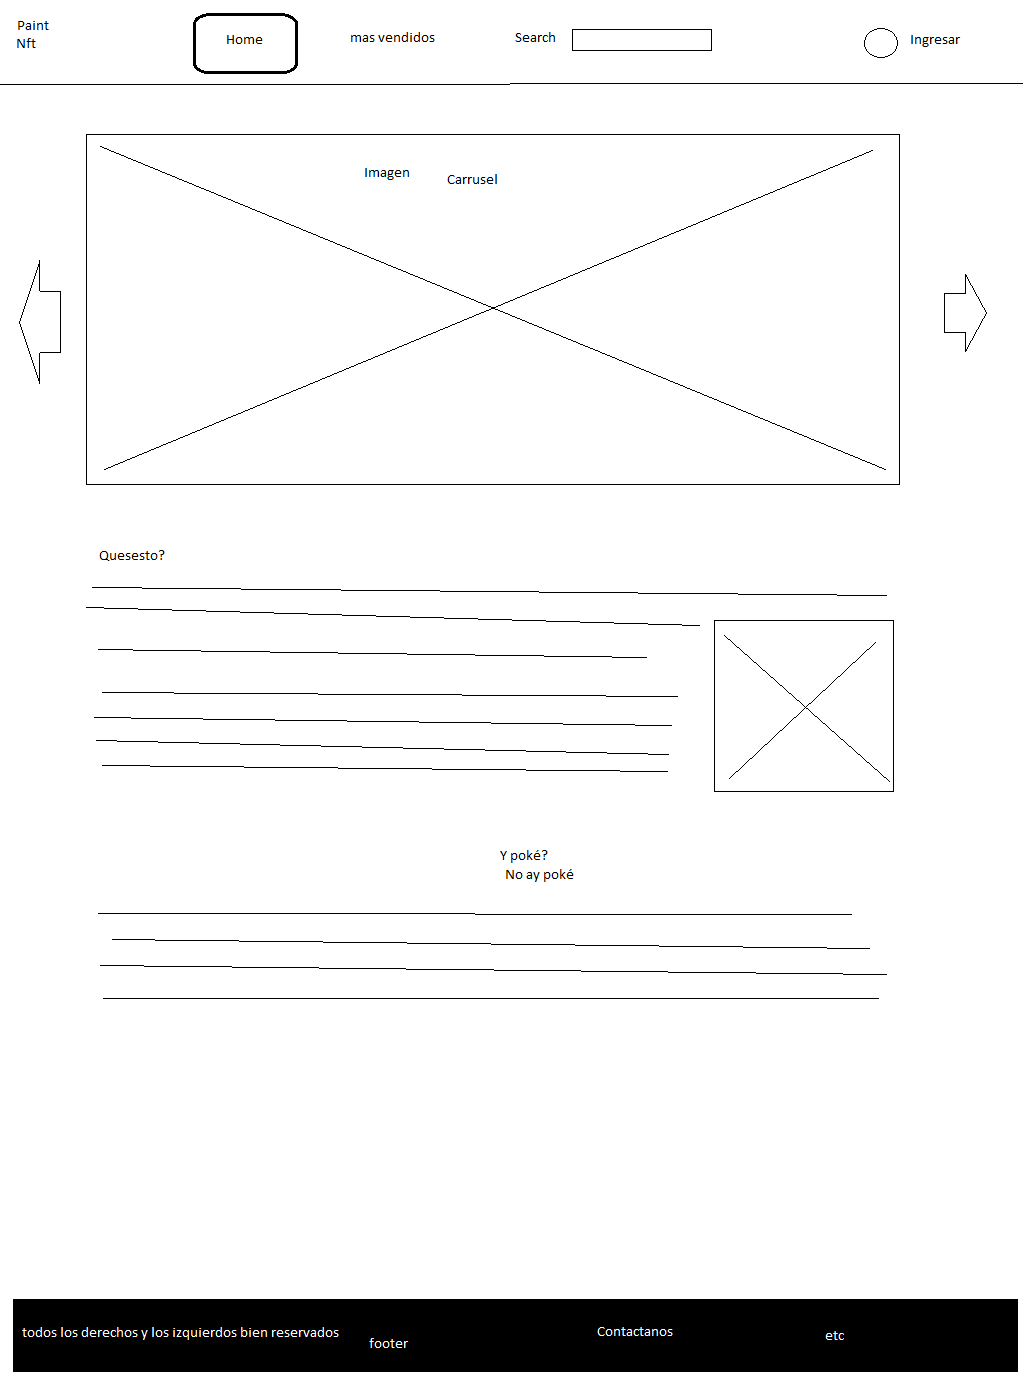 Paint
Nft
Home
mas vendidos
Search
Ingresar
Imagen
Carrusel
Quesesto?
Y poké?
No ay poké
todos los derechos y los izquierdos bien reservados
footer
Contactanos
etc